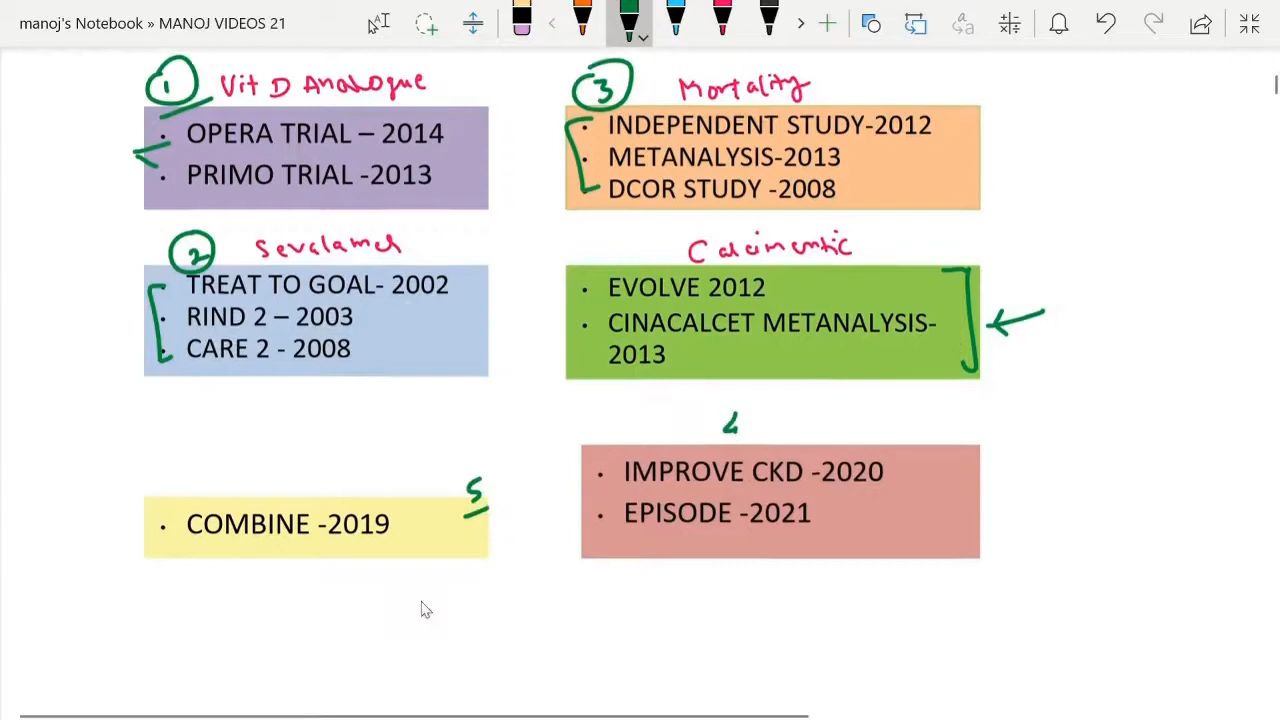 manoj's Notebook » MANOJ VIDEOS 21
1 Vit D Analogue
• OPERA TRIAL – 2014
• PRIMO TRIAL -2013
3 Mortality
• INDEPENDENT STUDY-2012
• METANALYSIS-2013
• DCOR STUDY -2008
2 Sevelamer
TREAT TO GOAL- 2002
• RIND 2 – 2003
• CARE 2 - 2008
Calcimentic
• EVOLVE 2012
• CINACALCET METANALYSIS-
2013
4
• IMPROVE CKD -2020
• EPISODE -2021
5
• COMBINE -2019